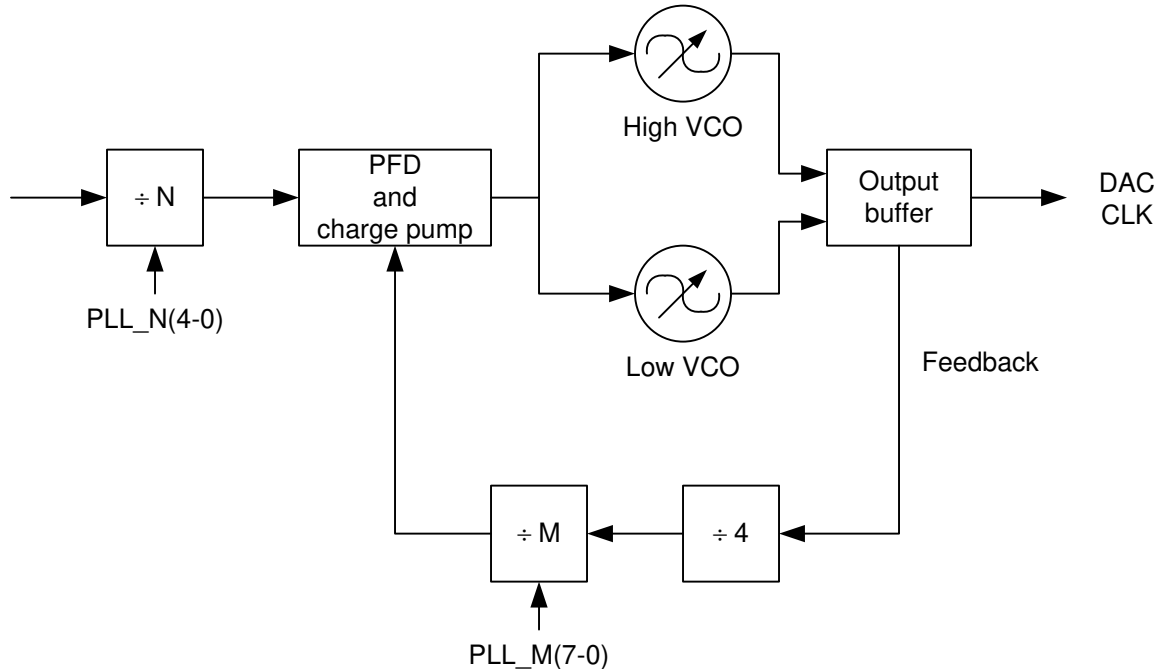 High VCO
÷ N
PFD
and
charge pump
Output
buffer
DAC
CLK
PLL_N(4-0)
Low VCO
Feedback
÷ M
÷ 4
PLL_M(7-0)